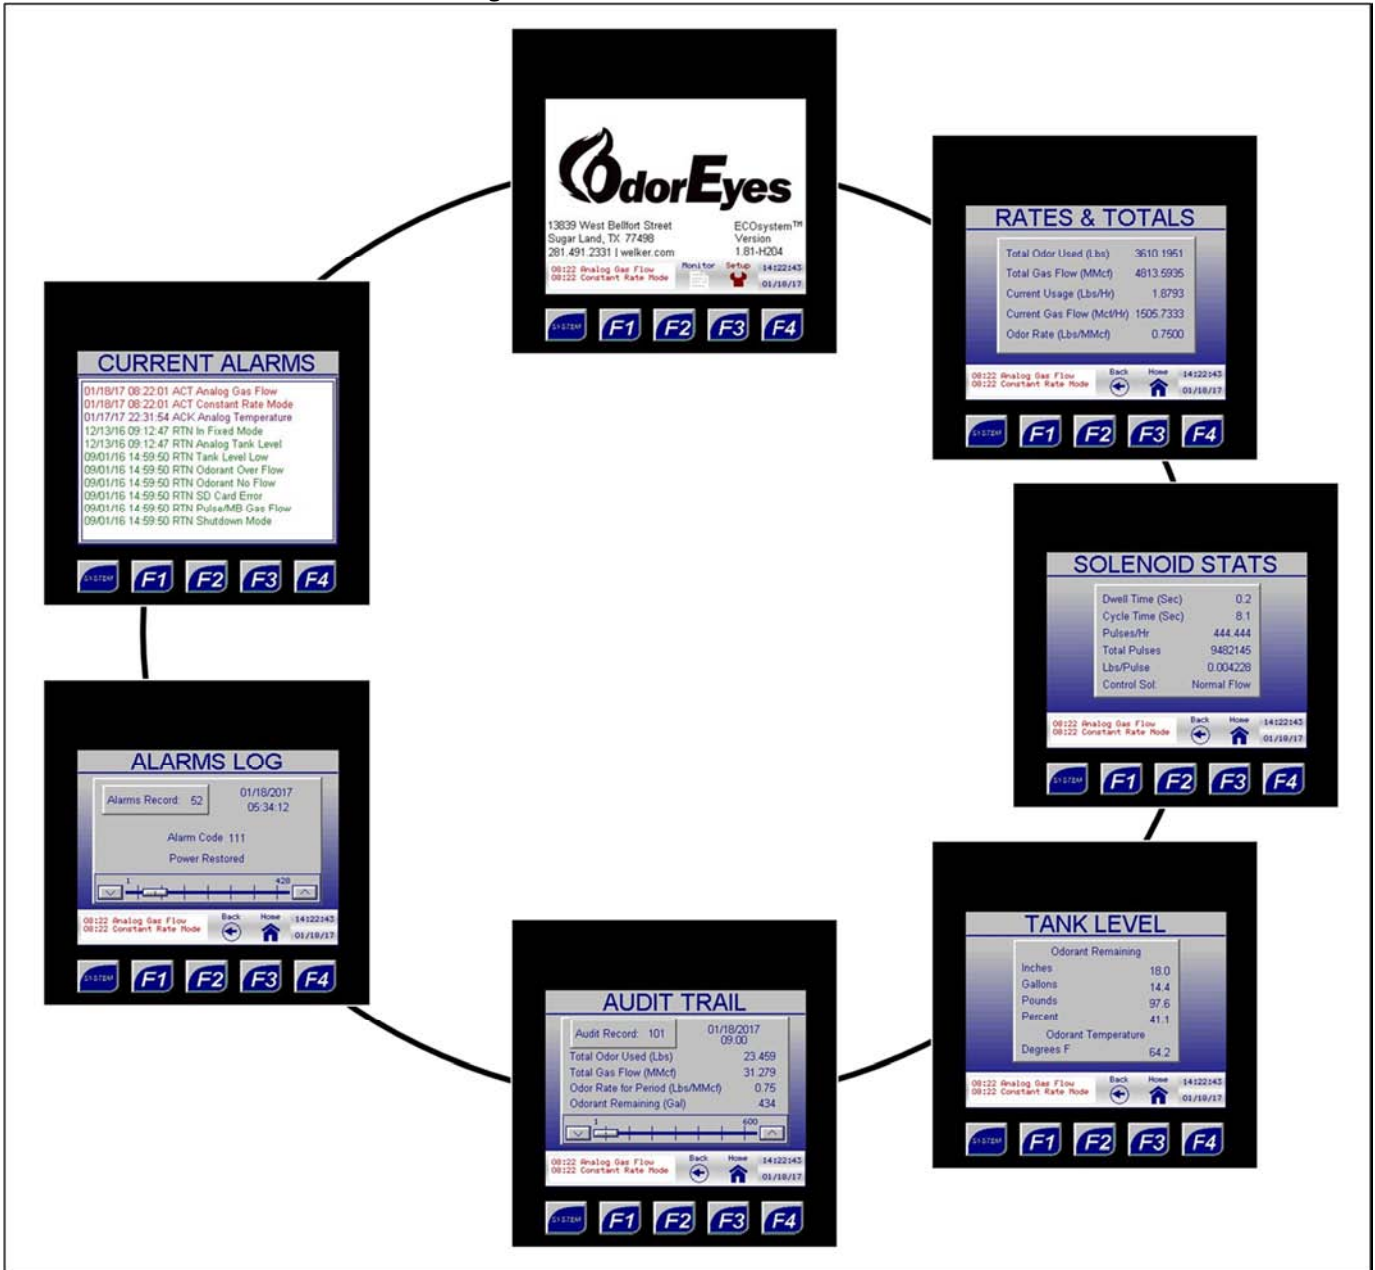 OdorEyes
13839 West Bellfort Street
Sugar Land, TX 77498
281.491.2331 | welker.com
ECOsystem™
Version
1.81-H204
08:22 Analog Gas Flow
08:22 Constant Rate Mode
Monitor
Setup
14:22:43
01/18/17
SYSTEM F1 F2 F3 F4
RATES & TOTALS
Total Odor Used (Lbs) 3610.1951
Total Gas Flow (MMcf) 4813.5935
Current Usage (Lbs/Hr) 1.8793
Current Gas Flow (Mcf/Hr) 1505.7333
Odor Rate (Lbs/MMcf) 0.7500
08:22 Analog Gas Flow
08:22 Constant Rate Mode
Back
Home
14:22:43
01/18/17
SYSTEM F1 F2 F3 F4
SOLENOID STATS
Dwell Time (Sec) 0.2
Cycle Time (Sec) 8.1
Pulses/Hr 444.444
Total Pulses 9482145
Lbs/Pulse 0.004228
Control Sol: Normal Flow
08:22 Analog Gas Flow
08:22 Constant Rate Mode
Back
Home
14:22:43
01/18/17
SYSTEM F1 F2 F3 F4
TANK LEVEL
Odorant Remaining
Inches 18.0
Gallons 14.4
Pounds 97.6
Percent 41.1
Odorant Temperature
Degrees F 64.2
08:22 Analog Gas Flow
08:22 Constant Rate Mode
Back
Home
14:22:43
01/18/17
SYSTEM F1 F2 F3 F4
AUDIT TRAIL
Audit Record: 101
01/18/2017
09:00
Total Odor Used (Lbs) 23.459
Total Gas Flow (MMcf) 31.279
Odor Rate for Period (Lbs/MMcf) 0.75
Odorant Remaining (Gal) 434
1 600
08:22 Analog Gas Flow
08:22 Constant Rate Mode
Back
Home
14:22:43
01/18/17
SYSTEM F1 F2 F3 F4
ALARMS LOG
Alarms Record: 52
01/18/2017
05:34:12
Alarm Code 111
Power Restored
1 428
08:22 Analog Gas Flow
08:22 Constant Rate Mode
Back
Home
14:22:43
01/18/17
SYSTEM F1 F2 F3 F4
CURRENT ALARMS
01/18/17 08:22:01 ACT Analog Gas Flow
01/18/17 08:22:01 ACT Constant Rate Mode
01/17/17 22:31:54 ACK Analog Temperature
12/13/16 09:12:47 RTN In Fixed Mode
12/13/16 09:12:47 RTN Analog Tank Level
09/01/16 14:59:50 RTN Tank Level Low
09/01/16 14:59:50 RTN Odorant Over Flow
09/01/16 14:59:50 RTN Odorant No Flow
09/01/16 14:59:50 RTN SD Card Error
09/01/16 14:59:50 RTN Pulse/MB Gas Flow
09/01/16 14:59:50 RTN Shutdown Mode
SYSTEM F1 F2 F3 F4